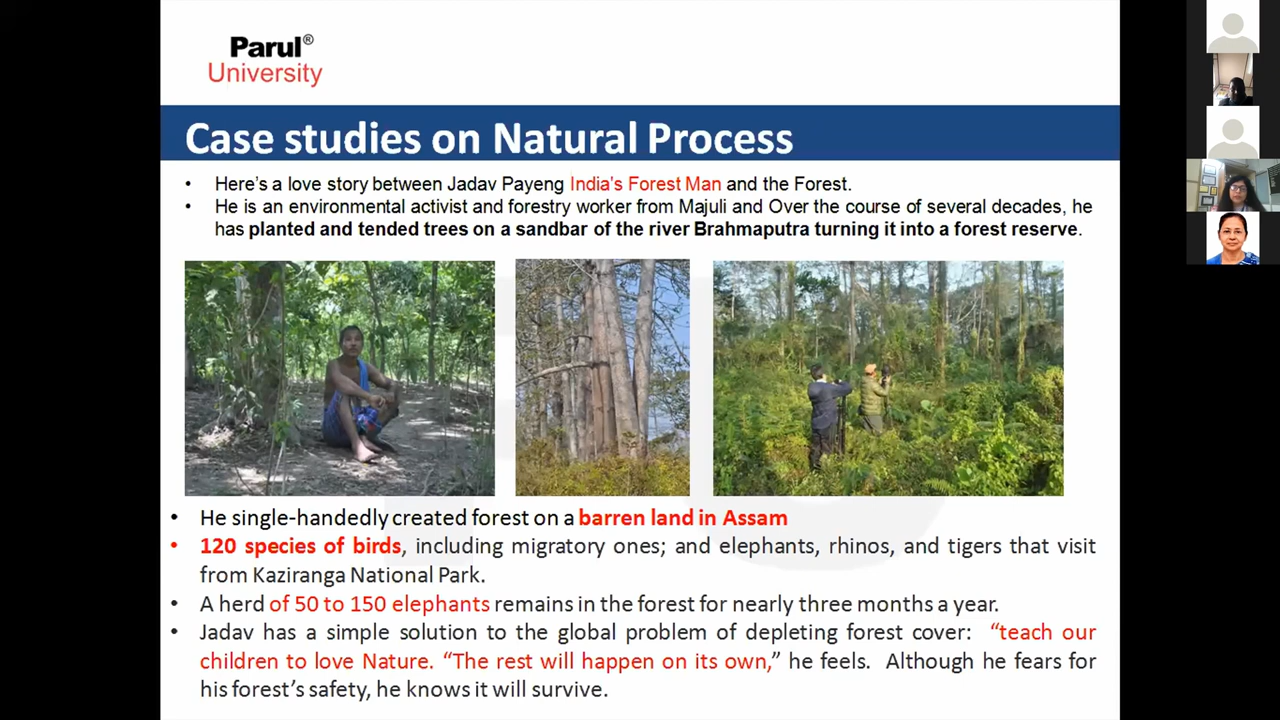 Parul®
University
Case studies on Natural Process
• Here's a love story between Jadav Payeng India's Forest Man and the Forest.
• He is an environmental activist and forestry worker from Majuli and Over the course of several decades, he
has planted and tended trees on a sandbar of the river Brahmaputra turning it into a forest reserve.
• He single-handedly created forest on a barren land in Assam
• 120 species of birds, including migratory ones; and elephants, rhinos, and tigers that visit
from Kaziranga National Park.
• A herd of 50 to 150 elephants remains in the forest for nearly three months a year.
• Jadav has a simple solution to the global problem of depleting forest cover: “teach our
children to love Nature. “The rest will happen on its own,” he feels. Although he fears for
his forest’s safety, he knows it will survive.